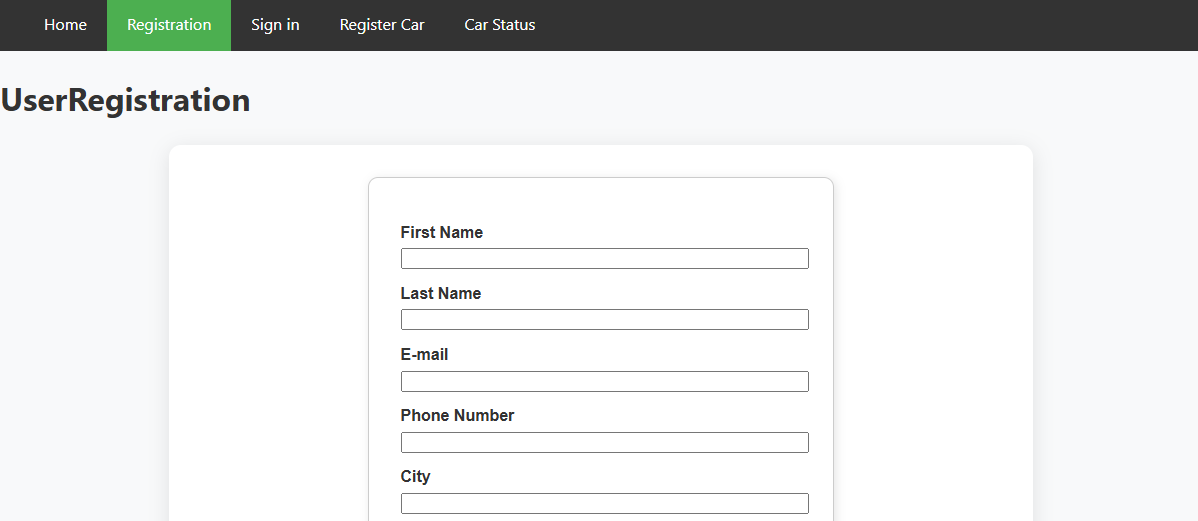 Home Registration Sign in Register Car Car Status
UserRegistration
First Name
Last Name
E-mail
Phone Number
City